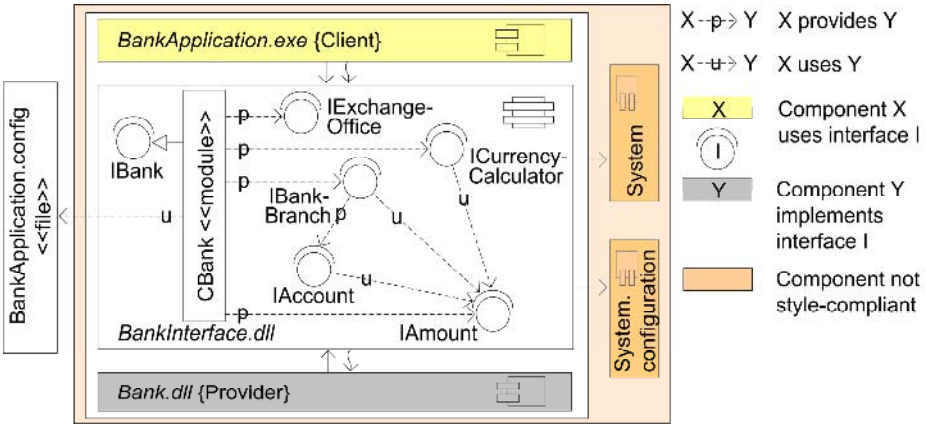 BankApplication.exe {Client}
BankApplication.config
<<file>>
u
IBank
CBank <<module>>
p
IExchange-
Office
p
ICurrency-
Calculator
p
IBank-
Branch
p
u
u
IAccount
u
p
IAmount
BankInterface.dll
Bank.dll {Provider}
System
System.
configuration
X--p-> Y X provides Y
X--u-> Y X uses Y
X
Component X
uses interface I
I
Y
Component Y
implements
interface I
Component not
style-compliant